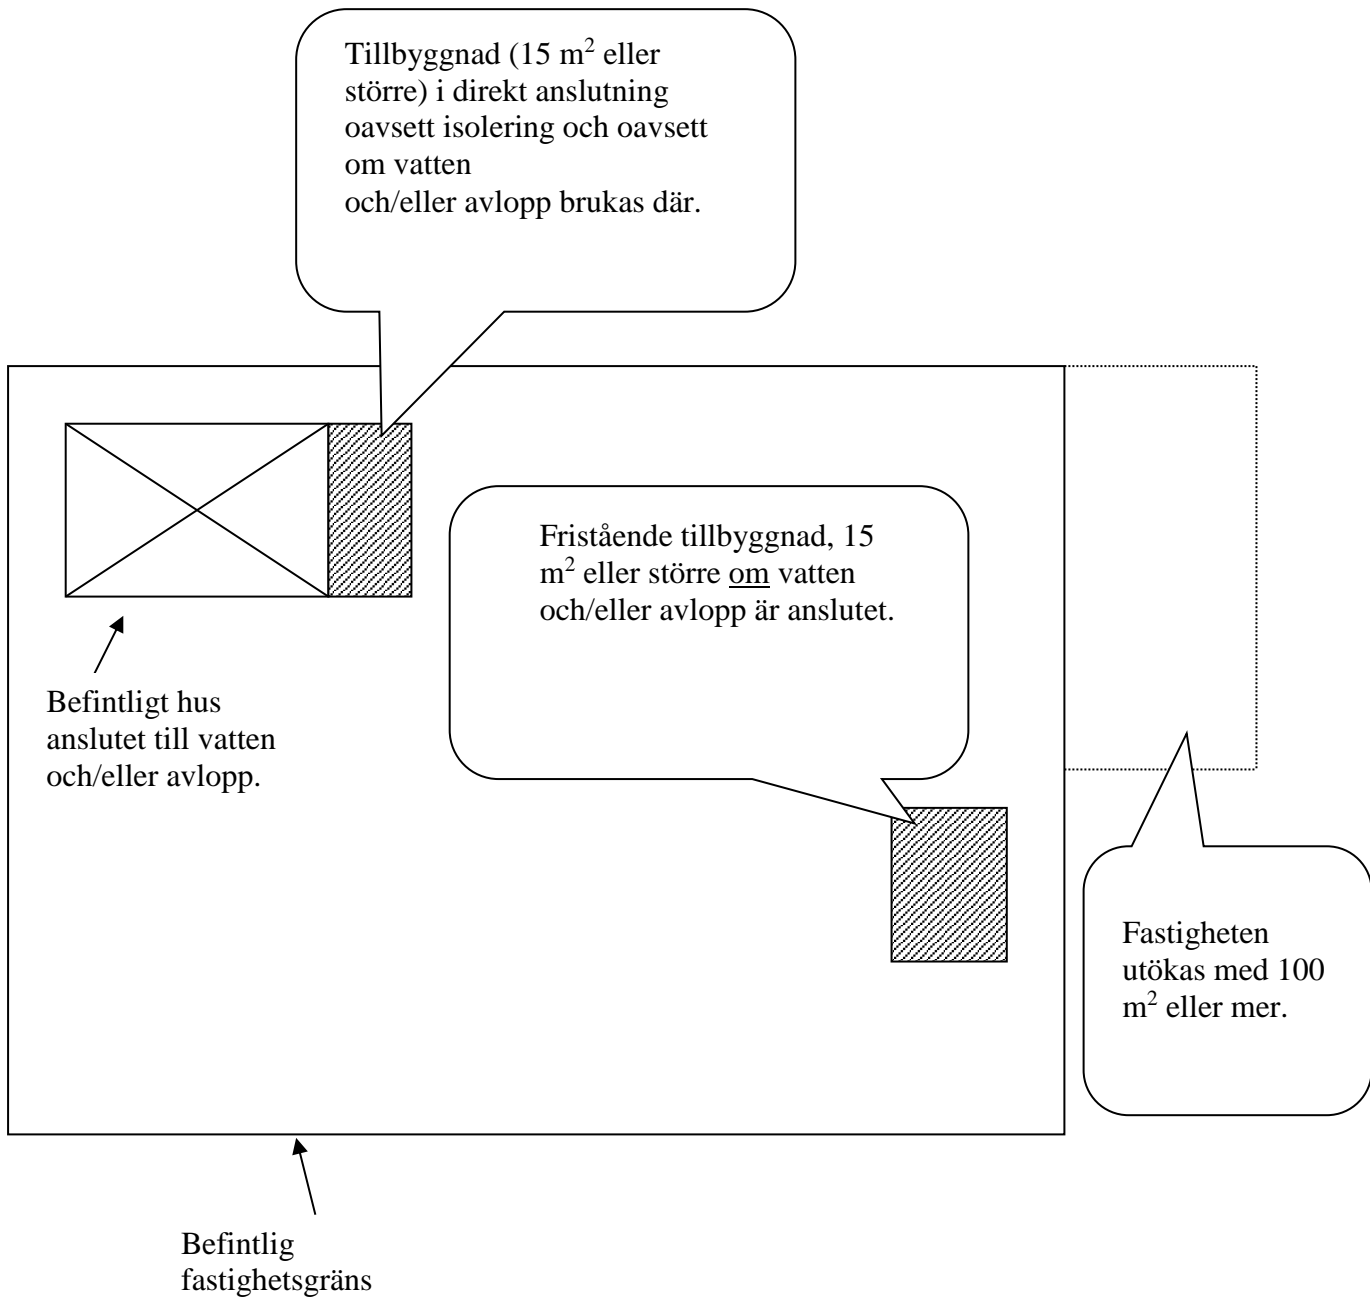 Tillbyggnad (15 m² eller
större) i direkt anslutning
oavsett isolering och oavsett
om vatten
och/eller avlopp brukas där.
Fristående tillbyggnad, 15
m² eller större om vatten
och/eller avlopp är anslutet.
Befintligt hus
anslutet till vatten
och/eller avlopp.
Fastigheten
utökas med 100
m² eller mer.
Befintlig
fastighetsgräns